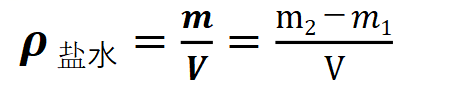 ρ盐水 = m/V = (m₂ − m₁)/V